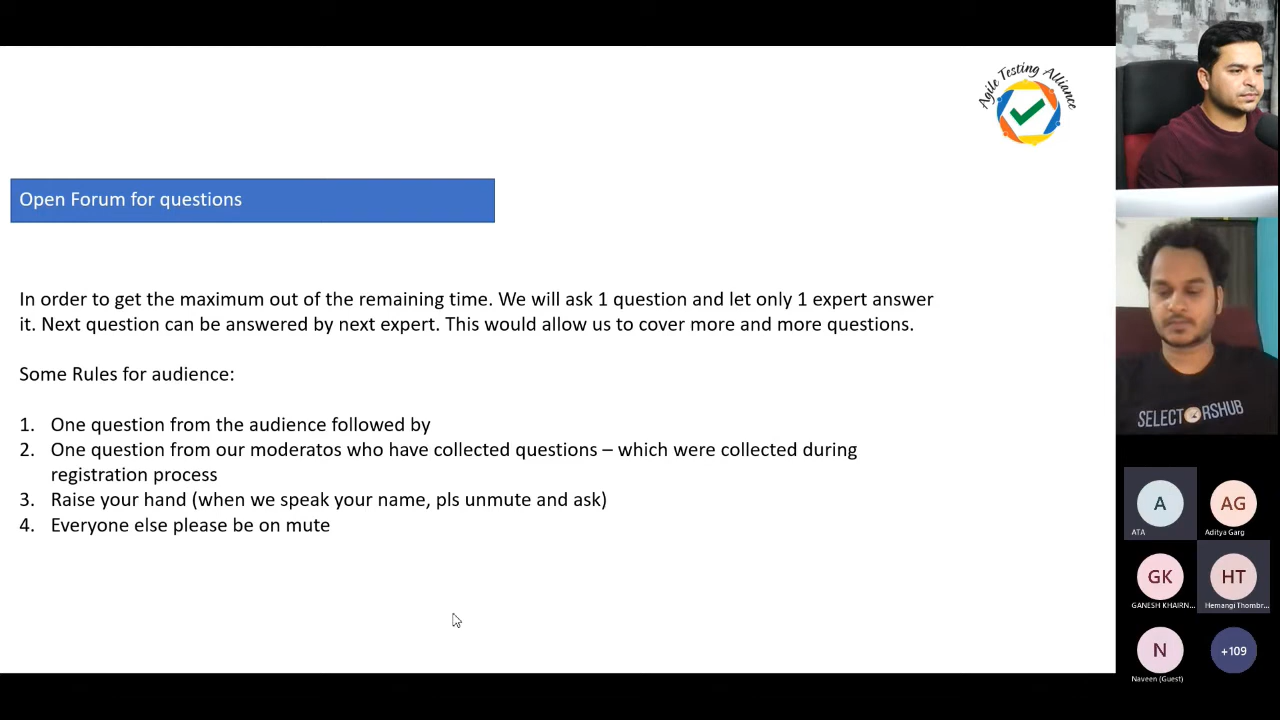 Agile Testing Alliance
Open Forum for questions
In order to get the maximum out of the remaining time. We will ask 1 question and let only 1 expert answer
it. Next question can be answered by next expert. This would allow us to cover more and more questions.
Some Rules for audience:
1. One question from the audience followed by
2. One question from our moderatos who have collected questions – which were collected during
registration process
3. Raise your hand (when we speak your name, pls unmute and ask)
4. Everyone else please be on mute
SELECTORSHUB
A
ATA
AG
Aditya Garg
GK
GANESH KHAIRN...
HT
Hemangi Thombr...
N
Naveen (Guest)
+109